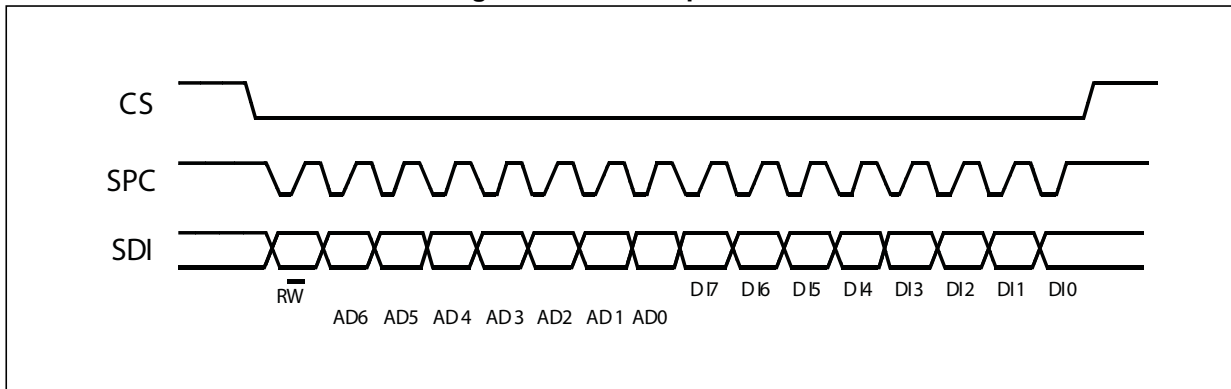 CS
SPC
SDI
RW
DI7 DI6 DI5 DI4 DI3 DI2 DI1 DI0
AD6 AD5 AD4 AD3 AD2 AD1 AD0